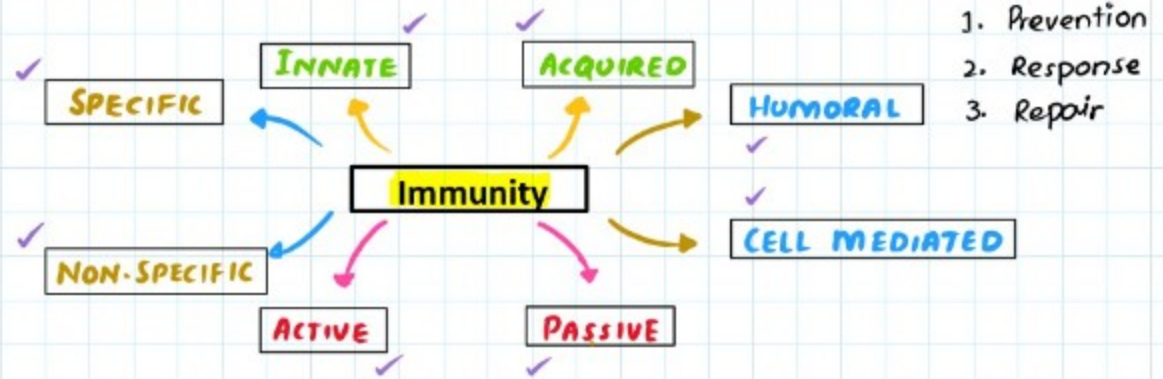 INNATE
ACQUIRED
SPECIFIC
HUMORAL
Immunity
NON-SPECIFIC
CELL MEDIATED
ACTIVE
PASSIVE
1. Prevention
2. Response
3. Repair